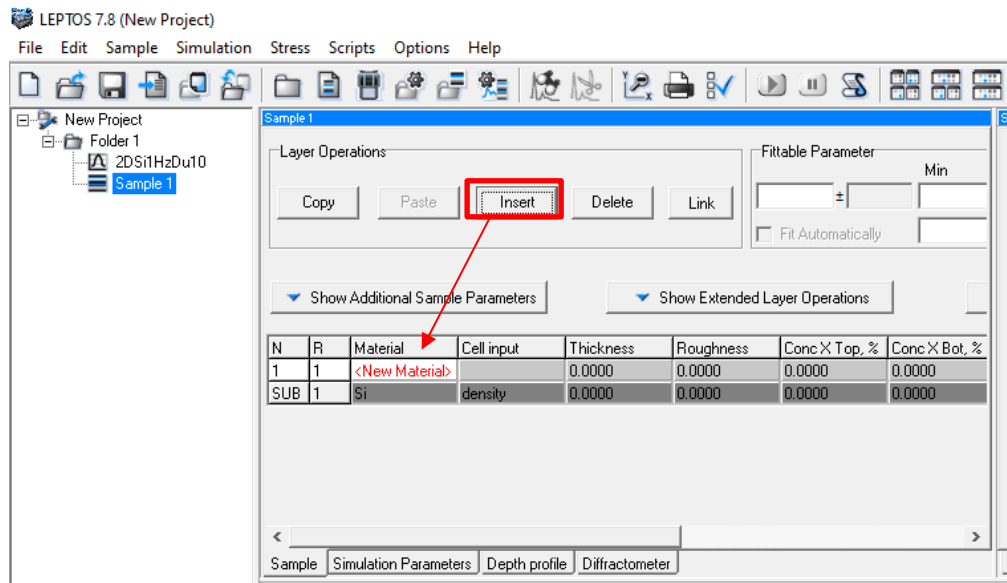 LEPTOS 7.8 (New Project)
File Edit Sample Simulation Stress Scripts Options Help
New Project
Folder 1
2DSi1HzDu10
Sample 1
Sample 1
Layer Operations
Copy Paste Insert Delete Link
Fittable Parameter
Min
±
Fit Automatically
Show Additional Sample Parameters
Show Extended Layer Operations
N R Material Cell input Thickness Roughness Conc X Top, % Conc X Bot, %
1 1 <New Material> 0.0000 0.0000 0.0000 0.0000
SUB 1 Si density 0.0000 0.0000 0.0000 0.0000
Sample Simulation Parameters Depth profile Diffractometer